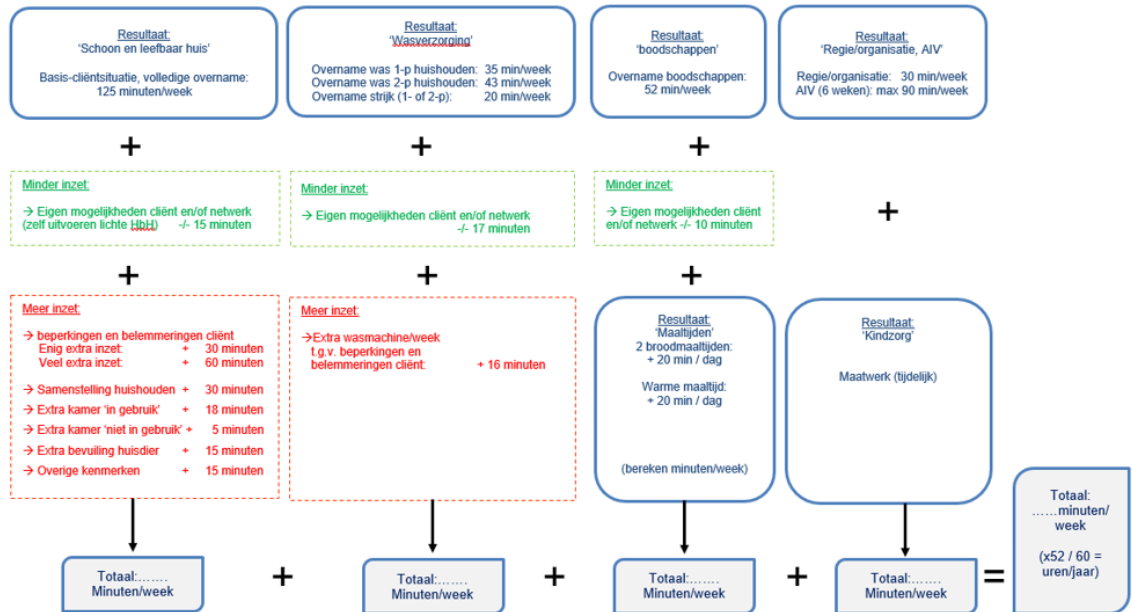 Resultaat:
‘Schoon en leefbaar huis’
Basis-cliëntsituatie, volledige overname:
125 minuten/week
Resultaat:
‘Wasverzorging’
Overname was 1-p huishouden: 35 min/week
Overname was 2-p huishouden: 43 min/week
Overname strijk (1- of 2-p): 20 min/week
Resultaat:
‘boodschappen’
Overname boodschappen:
52 min/week
Resultaat:
‘Regie/organisatie, AIV’
Regie/organisatie: 30 min/week
AIV (6 weken): max 90 min/week
+ + +
Minder inzet:
→ Eigen mogelijkheden cliënt en/of netwerk
(zelf uitvoeren lichte HbH) -/- 15 minuten
Minder inzet:
→ Eigen mogelijkheden cliënt en/of netwerk
-/- 17 minuten
Minder inzet:
→ Eigen mogelijkheden cliënt
en/of netwerk -/- 10 minuten
+
+ + +
Meer inzet:
→ beperkingen en belemmeringen cliënt
Enig extra inzet: + 30 minuten
Veel extra inzet: + 60 minuten
→ Samenstelling huishouden + 30 minuten
→ Extra kamer ‘in gebruik’ + 18 minuten
→ Extra kamer ‘niet in gebruik’ + 5 minuten
→ Extra bevuiling huisdier + 15 minuten
→ Overige kenmerken + 15 minuten
Meer inzet:
→Extra wasmachine/week
t.g.v. beperkingen en
belemmeringen cliënt: + 16 minuten
Resultaat:
‘Maaltijden’
2 broodmaaltijden:
+ 20 min / dag
Warme maaltijd:
+ 20 min / dag
(bereken minuten/week)
Resultaat:
‘Kindzorg’
Maatwerk (tijdelijk)
Totaal:…….
Minuten/week
+
Totaal:…….
Minuten/week
+
Totaal:…….
Minuten/week
+
Totaal:…….
Minuten/week
=
Totaal:
……minuten/
week
(x52 / 60 =
uren/jaar)